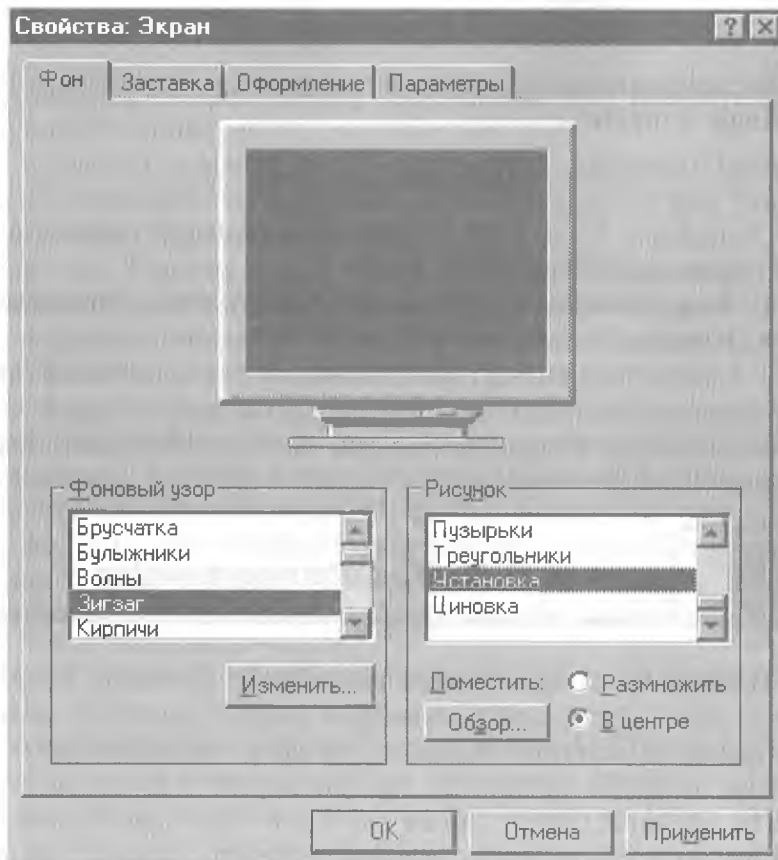 Свойства: Экран
Фон Заставка Оформление Параметры
Фоновый узор
Брусчатка
Булыжники
Волны
Зигзаг
Кирпичи
Изменить...
Рисунок
Пузырьки
Треугольники
Установка
Циновка
Поместить: Размножить
Обзор... В центре
OK Отмена Применить